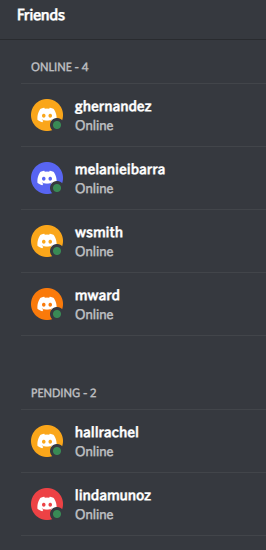 Friends
ONLINE - 4
ghernandez
Online
melanieibarra
Online
wsmith
Online
mward
Online
PENDING - 2
hallrachel
Online
lindamunoz
Online